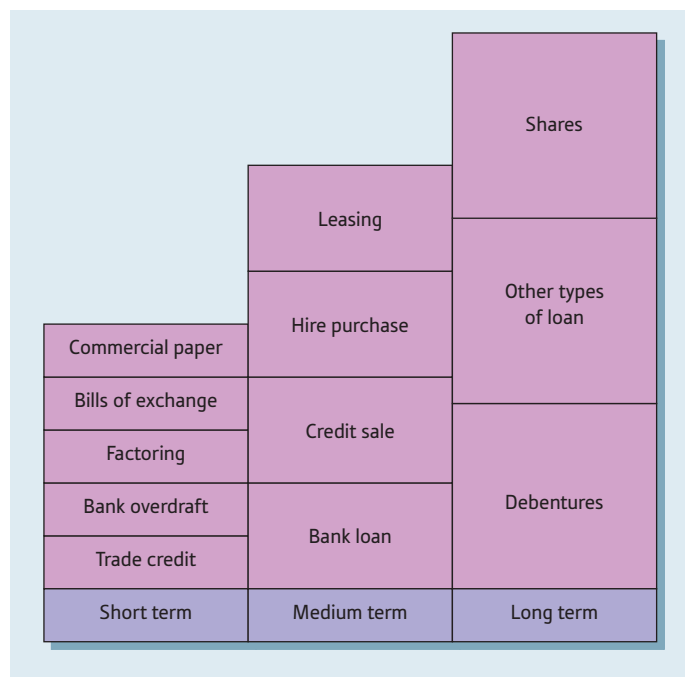 Shares
Leasing
Other types
of loan
Hire purchase
Commercial paper
Bills of exchange
Credit sale
Factoring
Bank overdraft
Debentures
Bank loan
Trade credit
Short term
Medium term
Long term